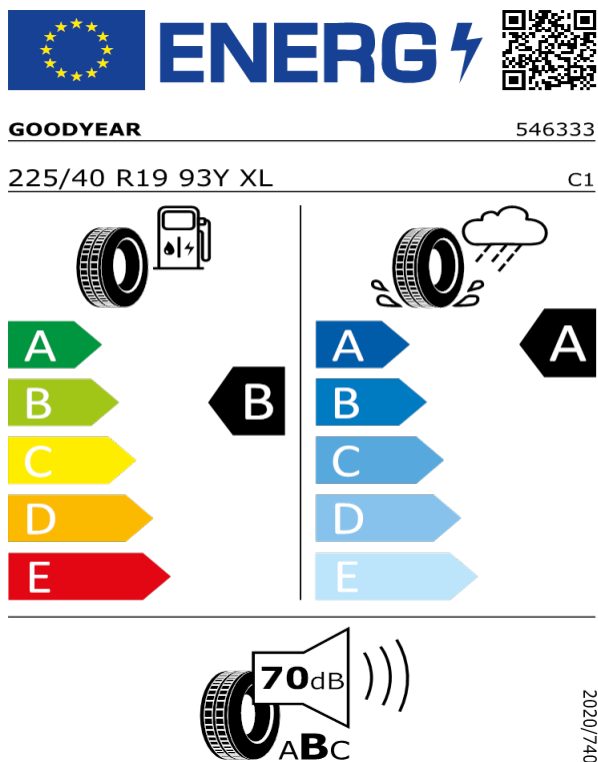 ENERG
GOODYEAR 546333
225/40 R19 93Y XL C1
A A A
B B B
C C
D D
E E
70dB
ABC
2020/740